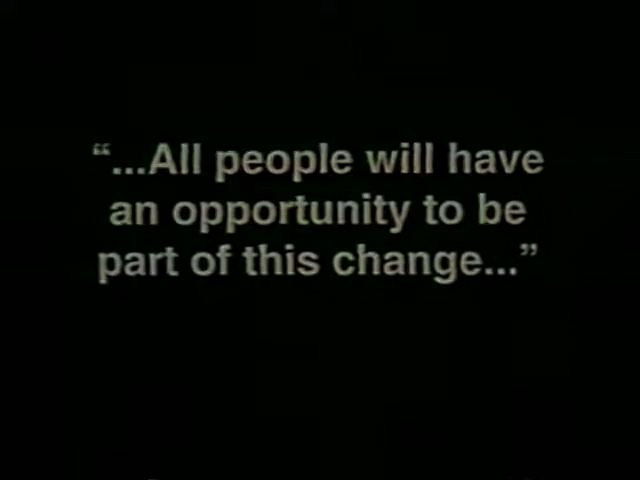 “...All people will have
an opportunity to be
part of this change...”